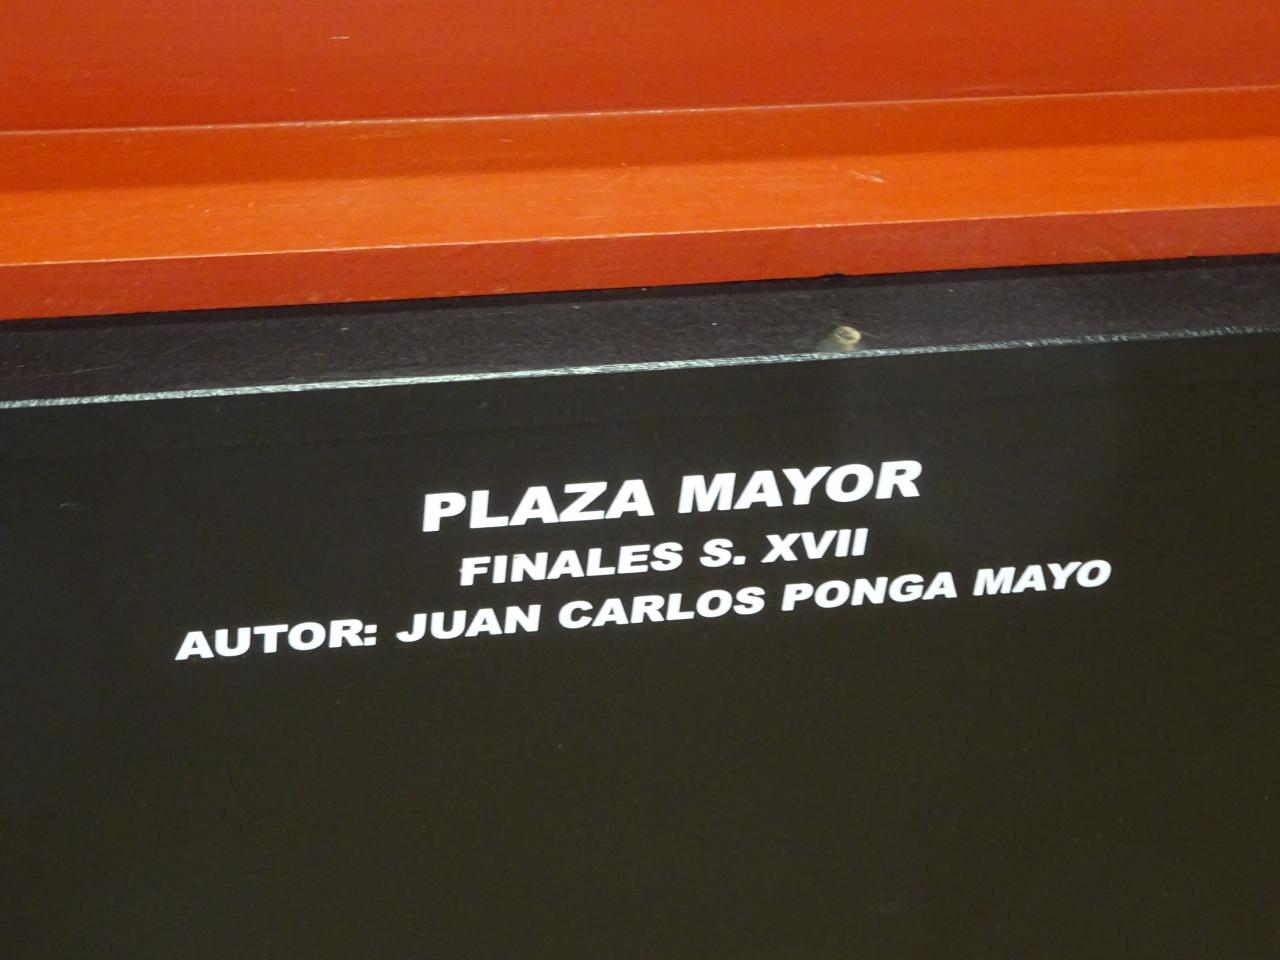 PLAZA MAYOR
FINALES S. XVII
AUTOR: JUAN CARLOS PONGA MAYO